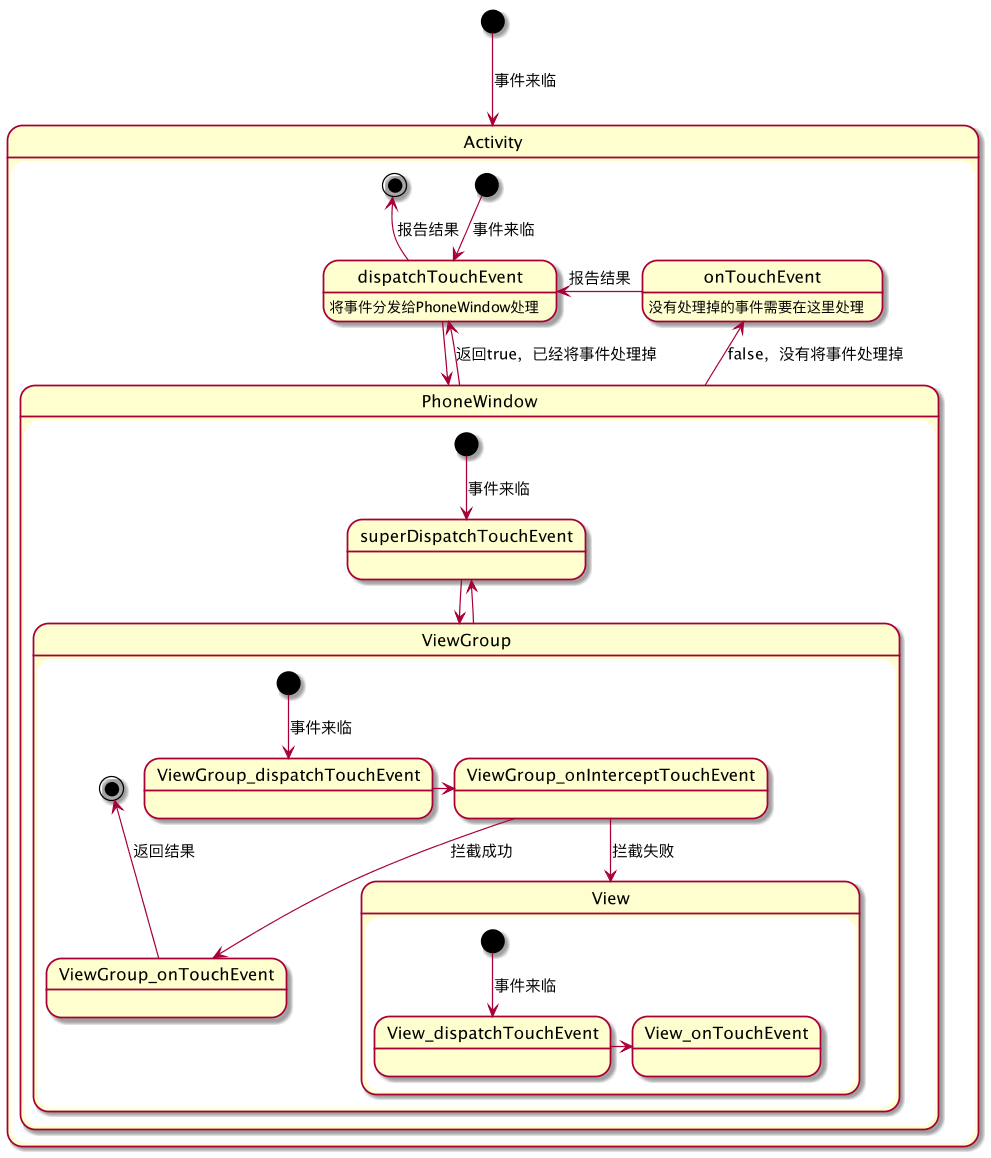 事件来临
Activity
报告结果
事件来临
dispatchTouchEvent
将事件分发给PhoneWindow处理
报告结果
onTouchEvent
没有处理掉的事件需要在这里处理
返回true，已经将事件处理掉
false，没有将事件处理掉
PhoneWindow
事件来临
superDispatchTouchEvent
ViewGroup
事件来临
ViewGroup_dispatchTouchEvent
ViewGroup_onInterceptTouchEvent
返回结果
拦截成功
拦截失败
View
ViewGroup_onTouchEvent
事件来临
View_dispatchTouchEvent
View_onTouchEvent